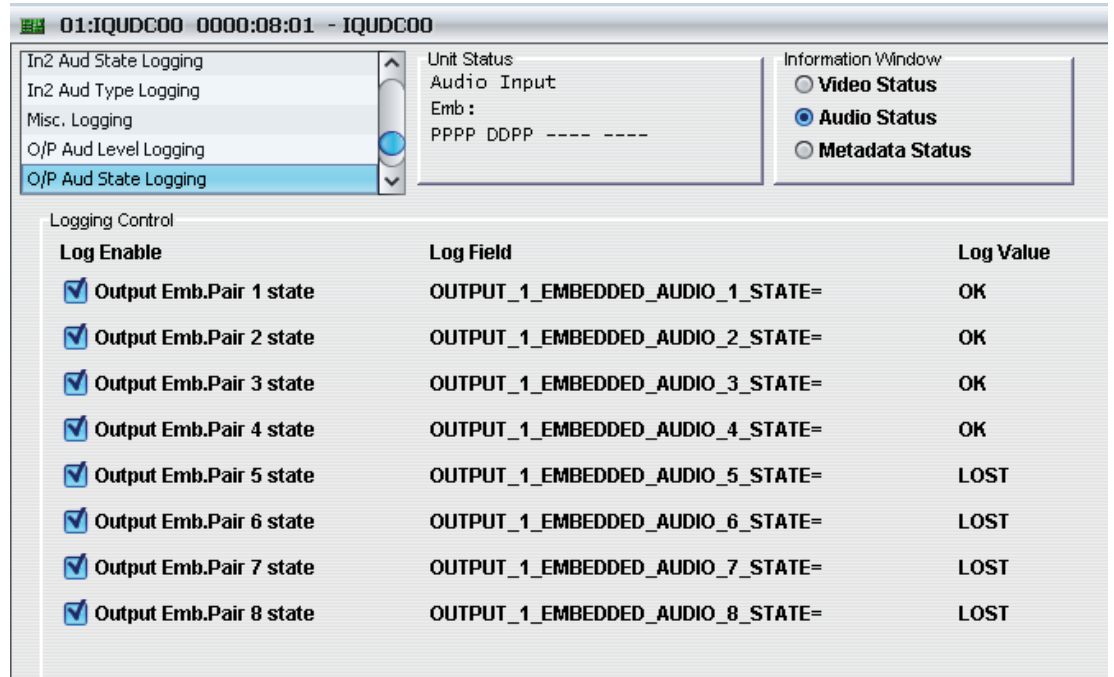 01:IQUDC00 0000:08:01 - IQUDC00
In2 Aud State Logging
In2 Aud Type Logging
Misc. Logging
O/P Aud Level Logging
O/P Aud State Logging
Unit Status
Audio Input
Emb:
PPPP DDPP ---- ----
Information Window
Video Status
Audio Status
Metadata Status
Logging Control
Log Enable Log Field Log Value
Output Emb.Pair 1 state OUTPUT_1_EMBEDDED_AUDIO_1_STATE= OK
Output Emb.Pair 2 state OUTPUT_1_EMBEDDED_AUDIO_2_STATE= OK
Output Emb.Pair 3 state OUTPUT_1_EMBEDDED_AUDIO_3_STATE= OK
Output Emb.Pair 4 state OUTPUT_1_EMBEDDED_AUDIO_4_STATE= OK
Output Emb.Pair 5 state OUTPUT_1_EMBEDDED_AUDIO_5_STATE= LOST
Output Emb.Pair 6 state OUTPUT_1_EMBEDDED_AUDIO_6_STATE= LOST
Output Emb.Pair 7 state OUTPUT_1_EMBEDDED_AUDIO_7_STATE= LOST
Output Emb.Pair 8 state OUTPUT_1_EMBEDDED_AUDIO_8_STATE= LOST